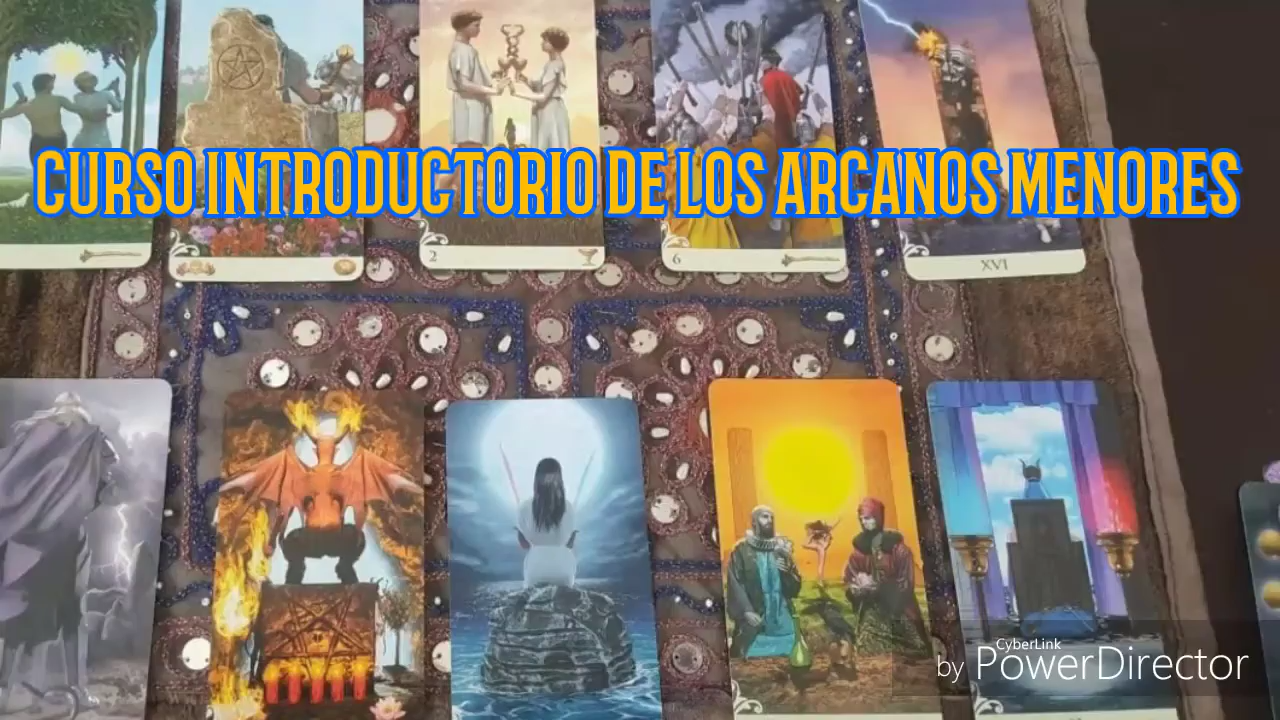 CURSO INTRODUCTORIO DE LOS ARCANOS MENORES
2
6
XVI
by CyberLink PowerDirector